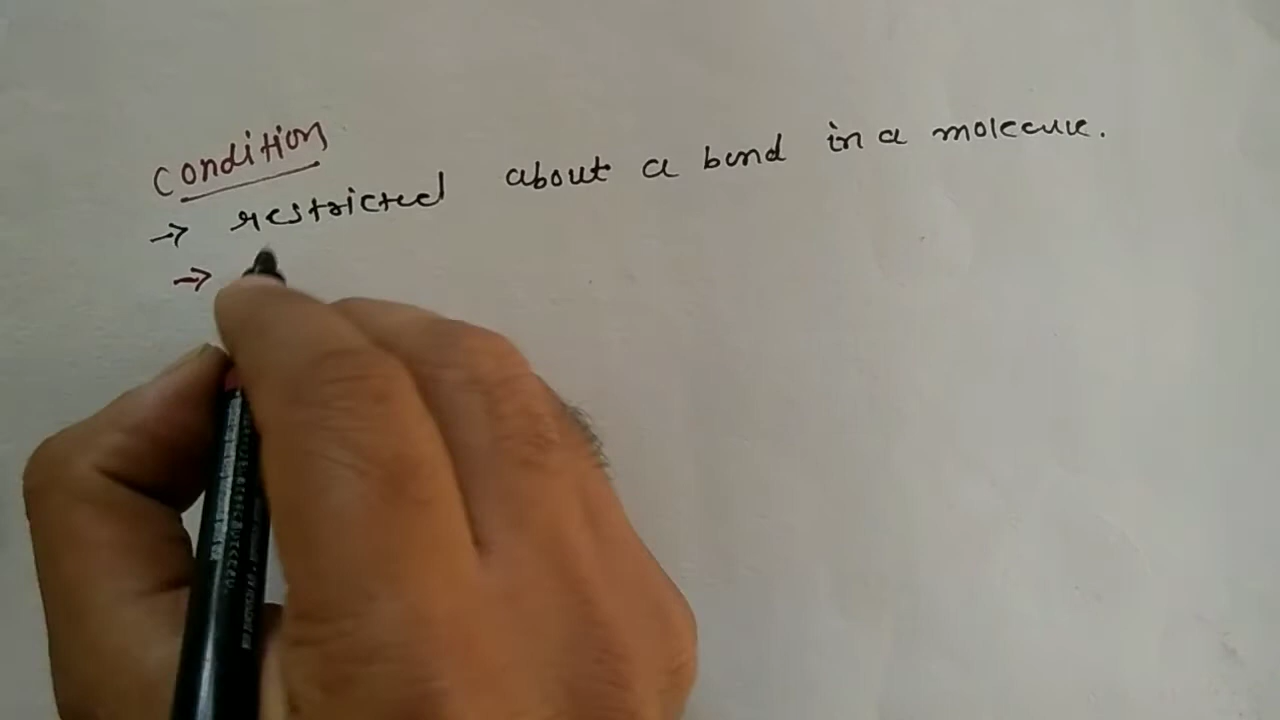 Condition
→ restricted about a bond in a molecule.
→